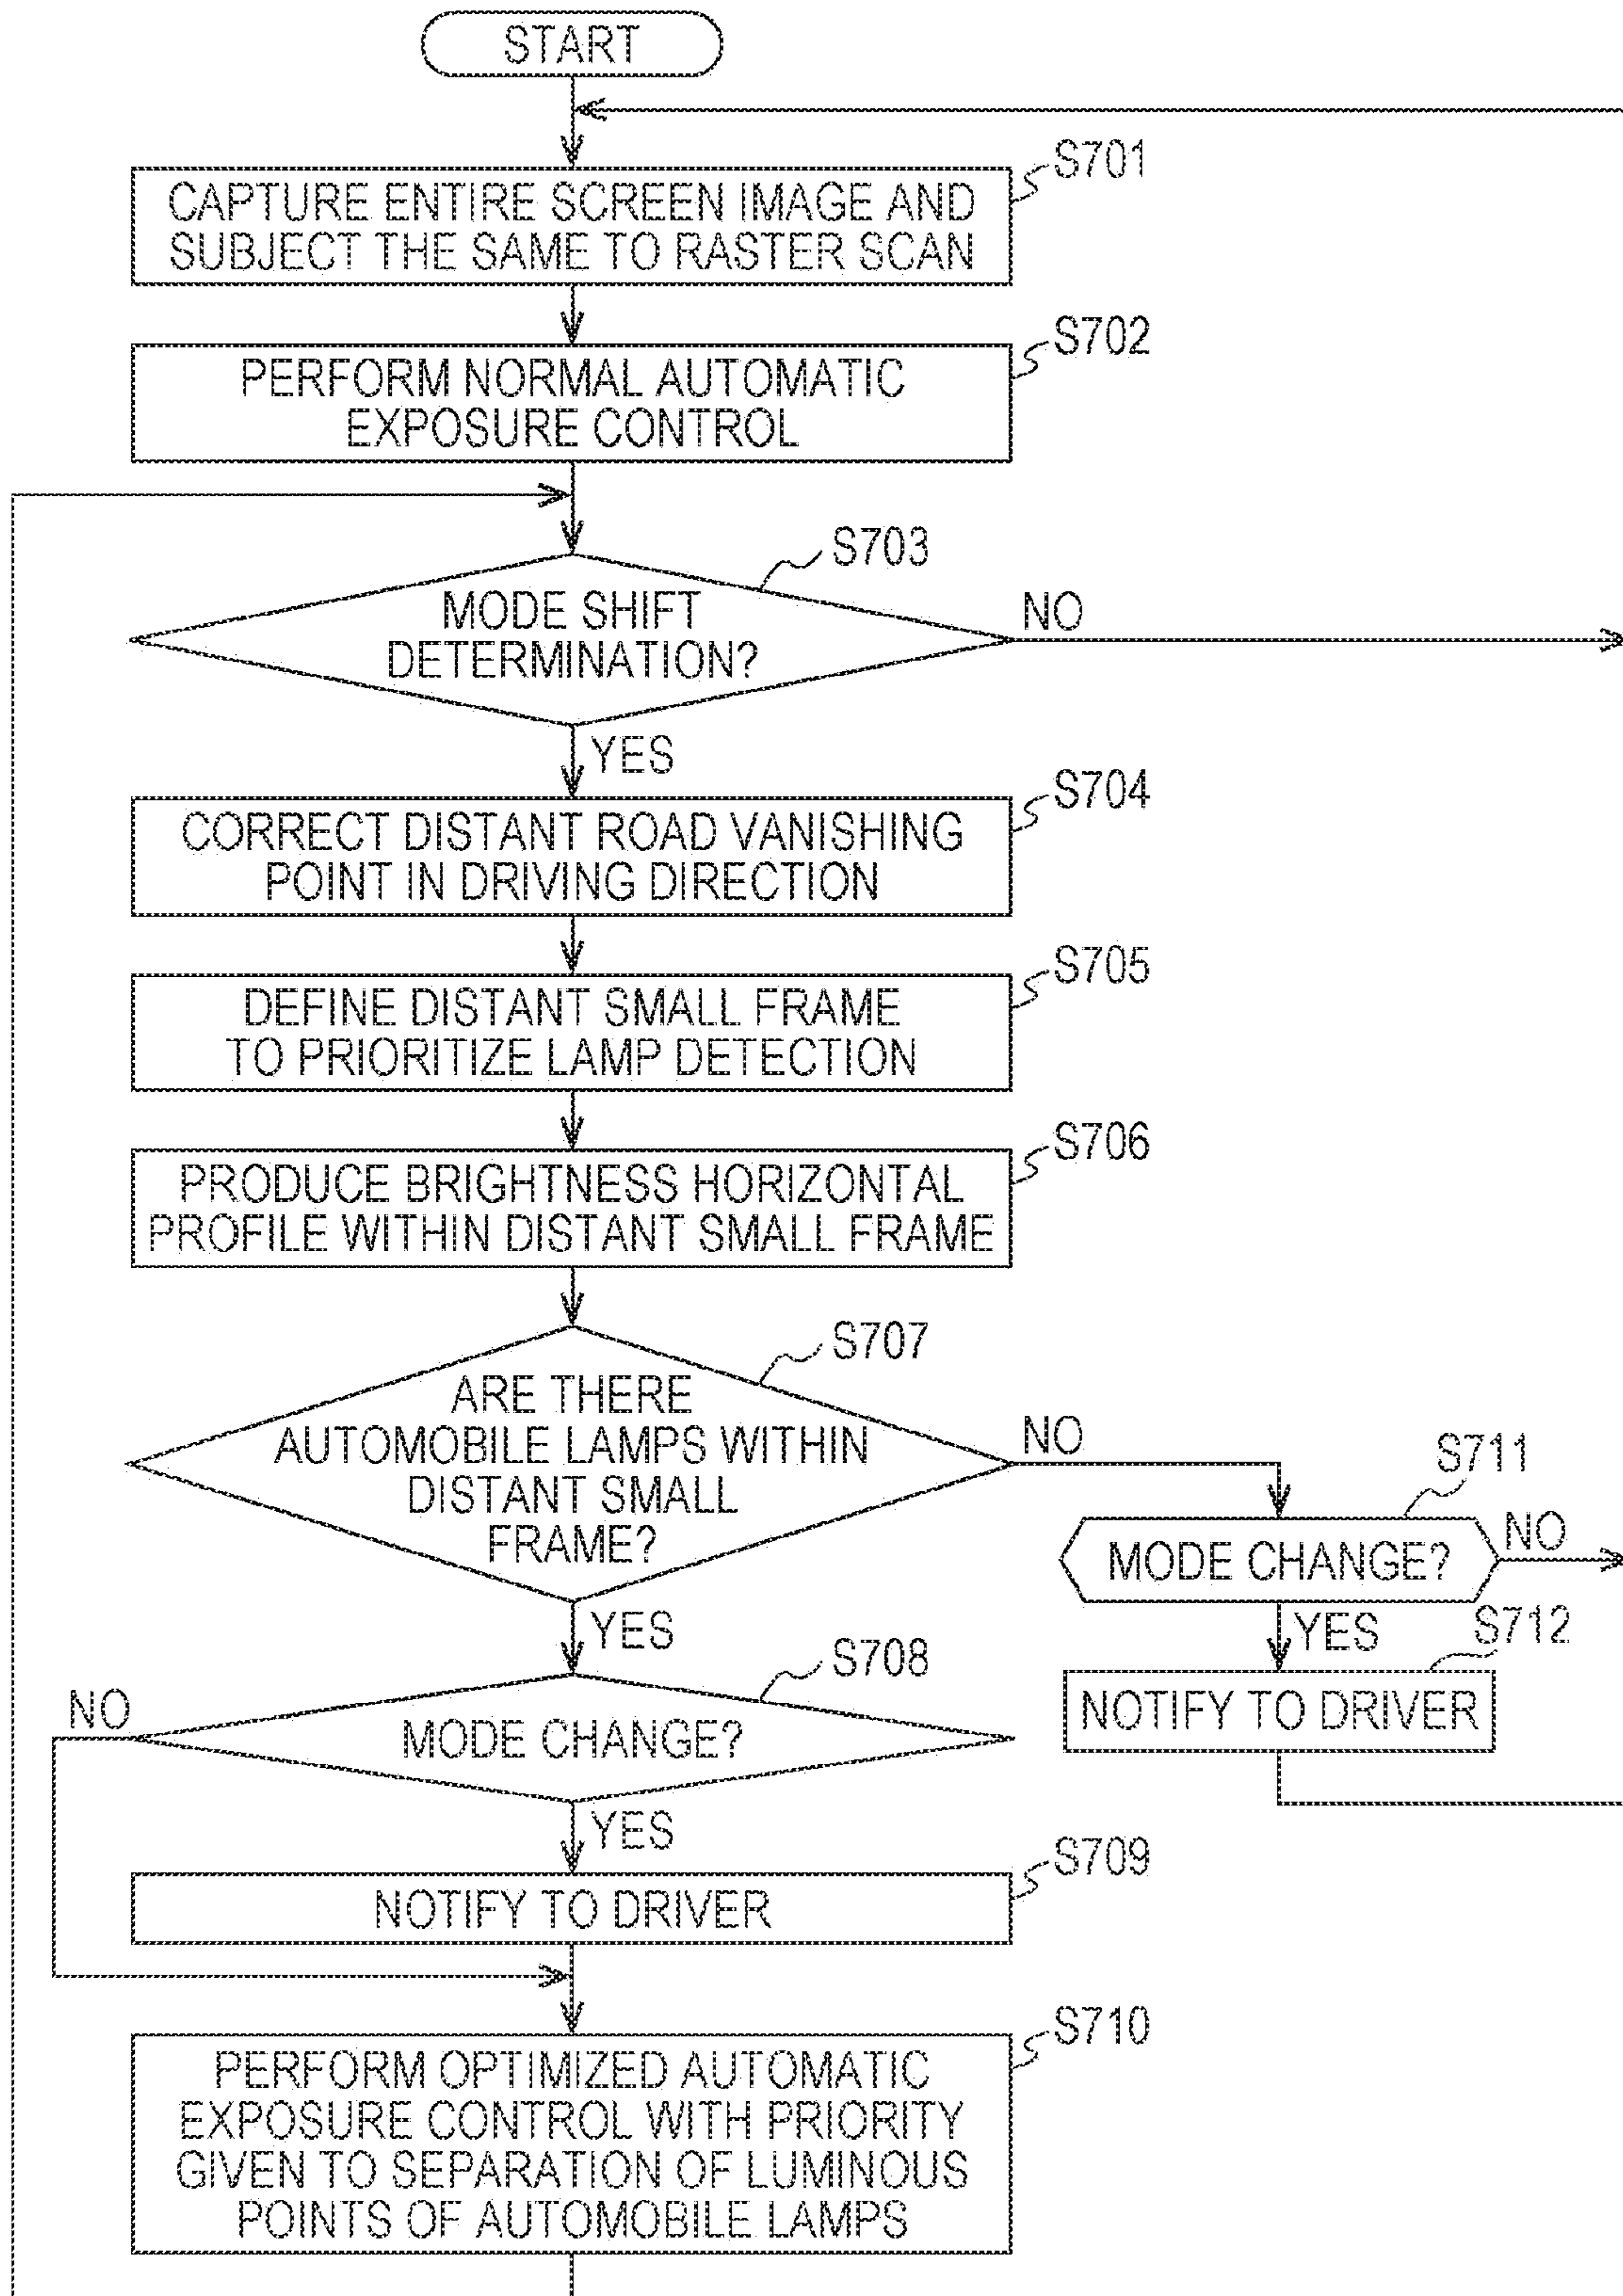 START
S701
CAPTURE ENTIRE SCREEN IMAGE AND
SUBJECT THE SAME TO RASTER SCAN
S702
PERFORM NORMAL AUTOMATIC
EXPOSURE CONTROL
S703
MODE SHIFT
DETERMINATION?
NO
YES
S704
CORRECT DISTANT ROAD VANISHING
POINT IN DRIVING DIRECTION
S705
DEFINE DISTANT SMALL FRAME
TO PRIORITIZE LAMP DETECTION
S706
PRODUCE BRIGHTNESS HORIZONTAL
PROFILE WITHIN DISTANT SMALL FRAME
S707
ARE THERE
AUTOMOBILE LAMPS WITHIN
DISTANT SMALL
FRAME?
NO
YES
S711
MODE CHANGE?
NO
YES
S712
NOTIFY TO DRIVER
S708
MODE CHANGE?
NO
YES
S709
NOTIFY TO DRIVER
S710
PERFORM OPTIMIZED AUTOMATIC
EXPOSURE CONTROL WITH PRIORITY
GIVEN TO SEPARATION OF LUMINOUS
POINTS OF AUTOMOBILE LAMPS